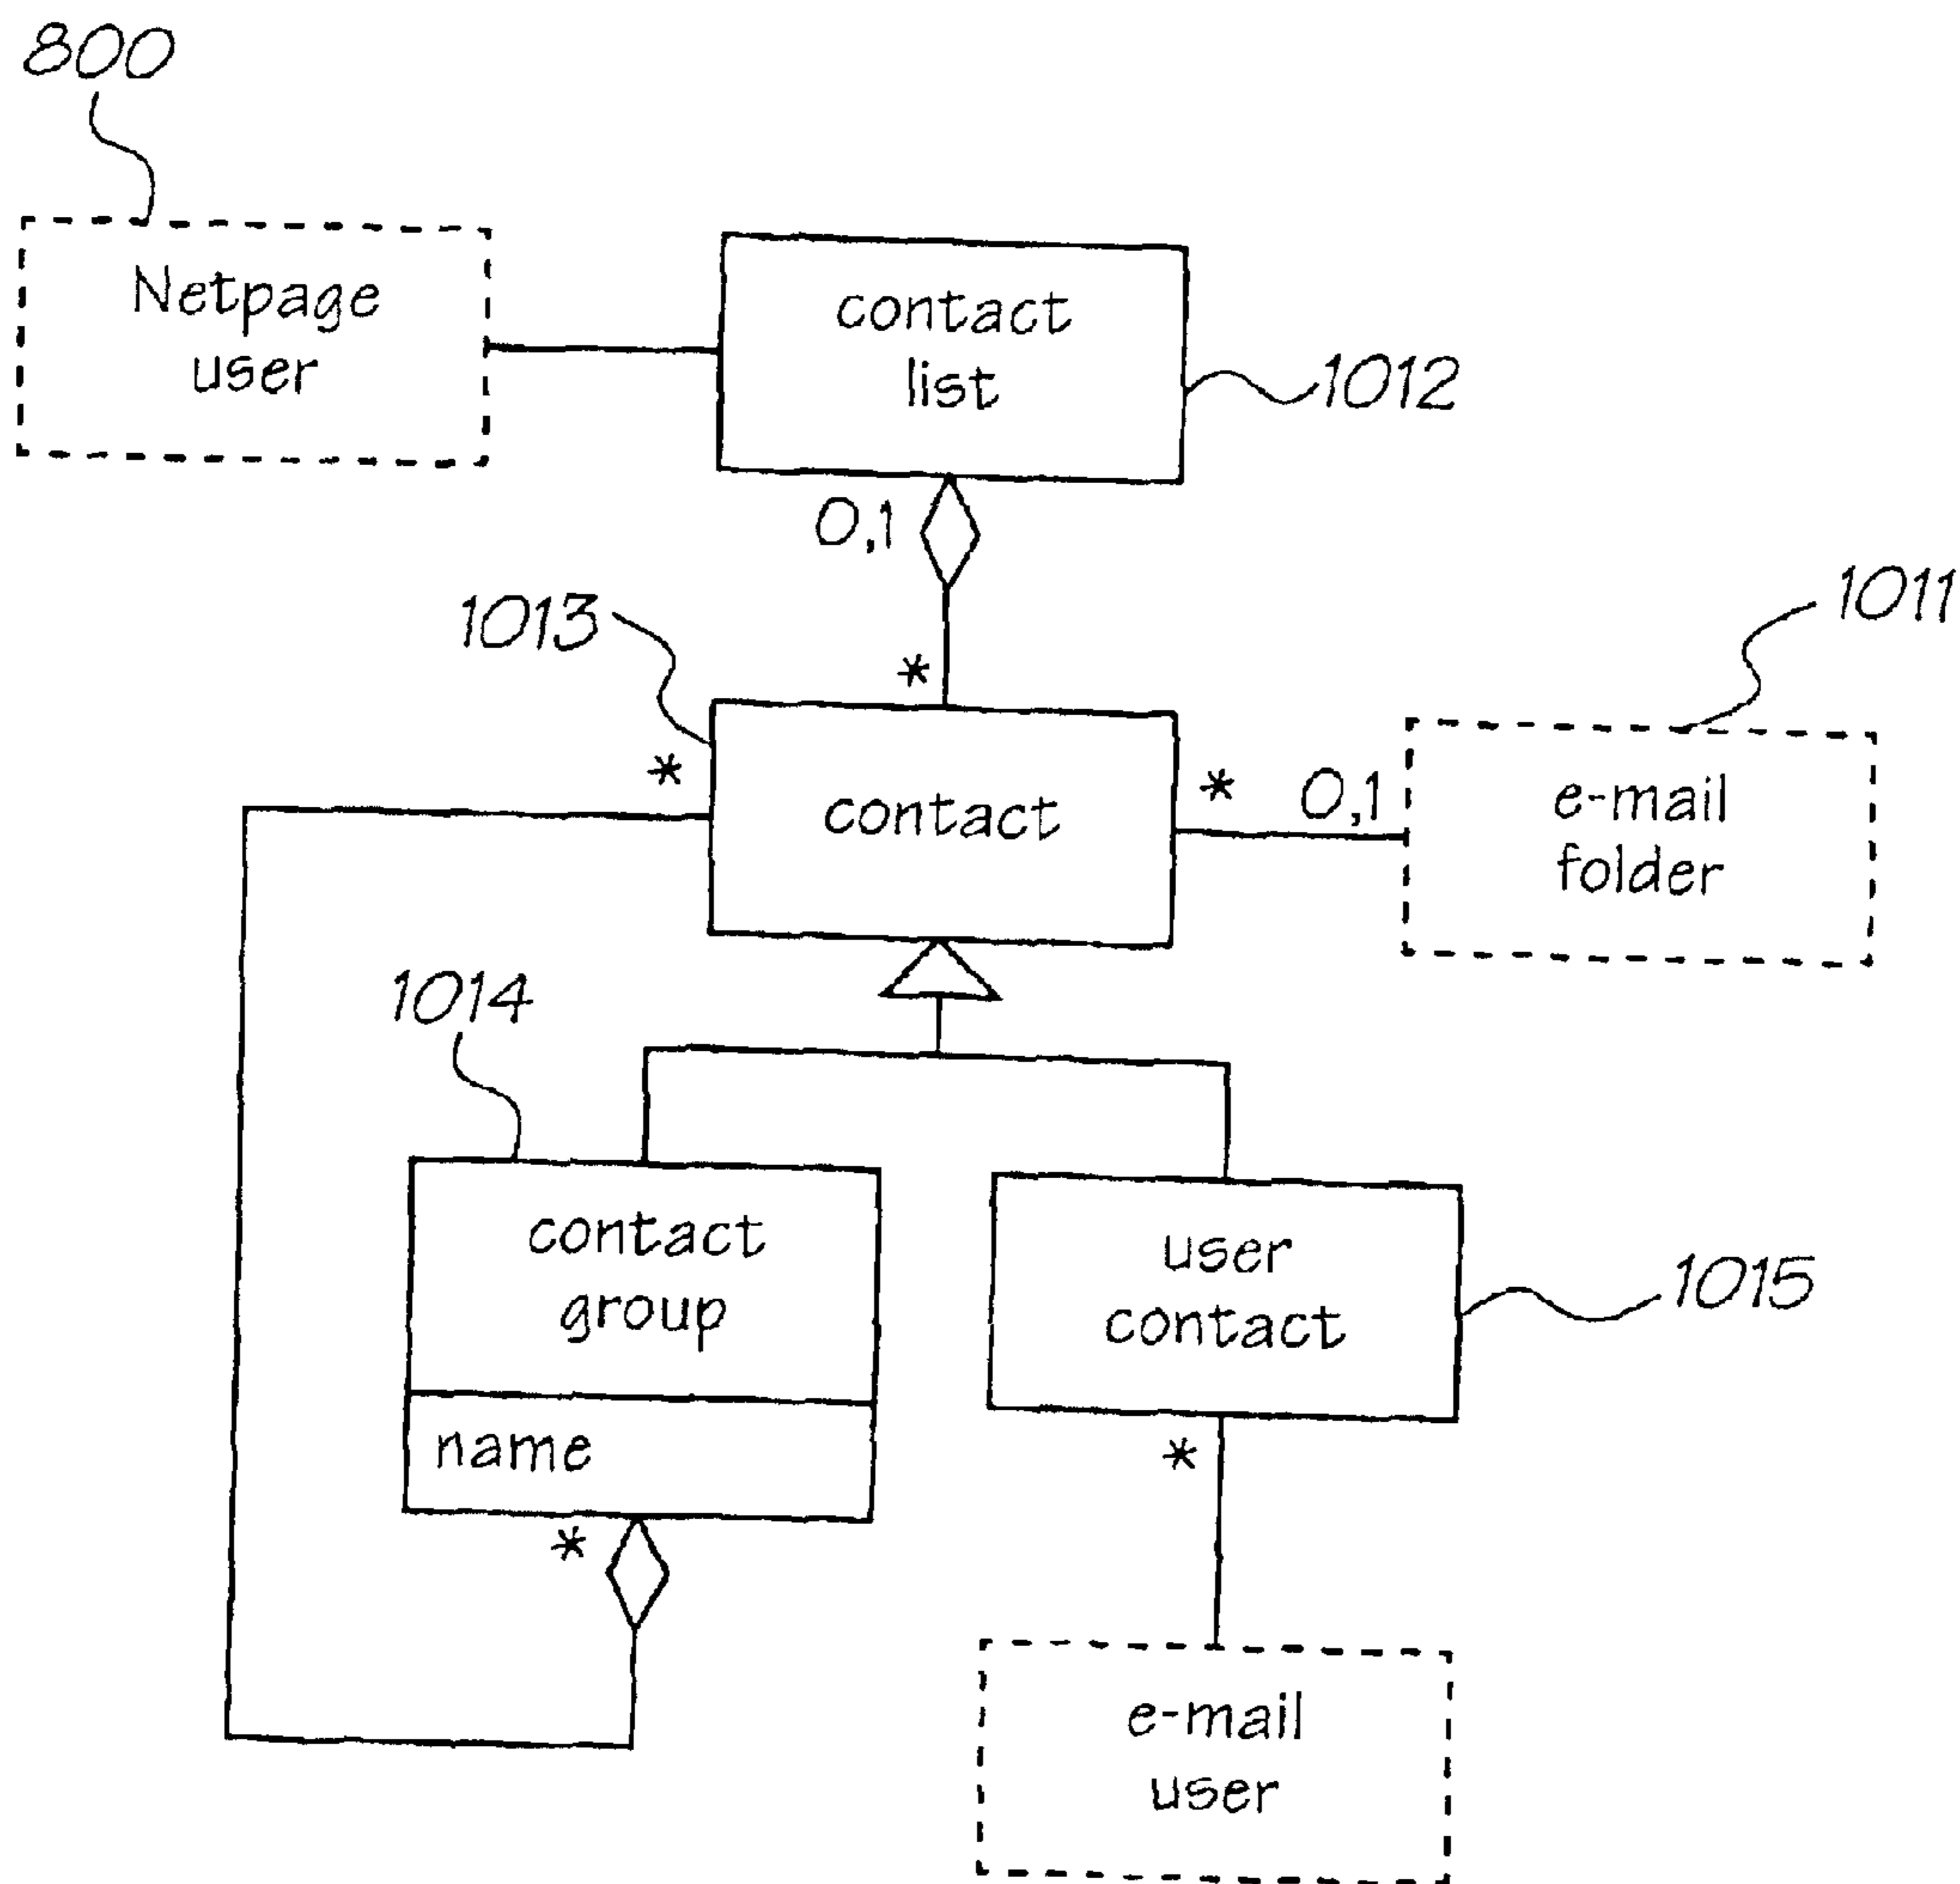 800
Netpage
user
contact
list
1012
0,1
1013
*
1011
*
contact
*
0,1
e-mail
folder
1014
contact
group
name
*
user
contact
1015
*
e-mail
user